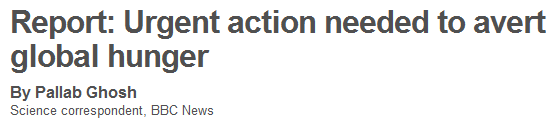 Report: Urgent action needed to avert
global hunger
By Pallab Ghosh
Science correspondent, BBC News